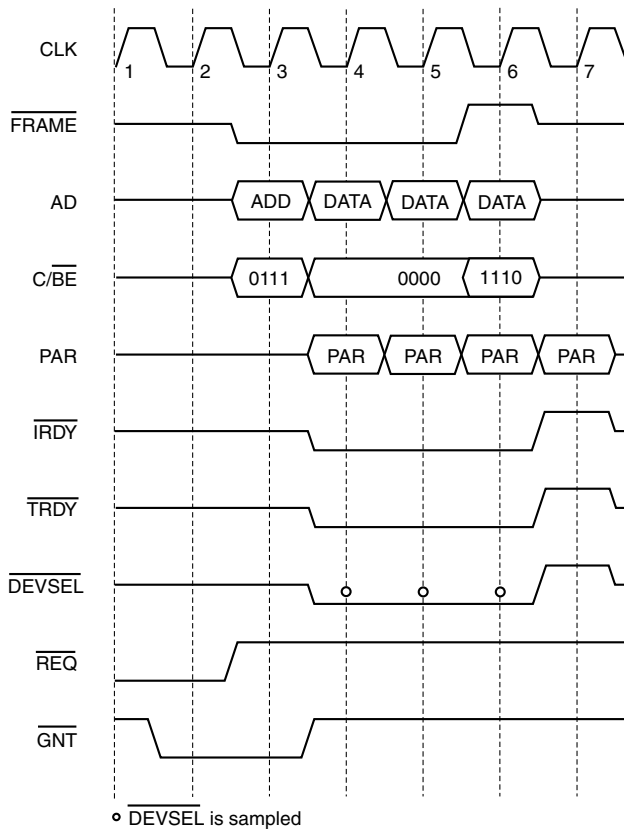 CLK
1 2 3 4 5 6 7
FRAME
AD
ADD DATA DATA DATA
C/BE
0111 0000 1110
PAR
PAR PAR PAR PAR
IRDY
TRDY
DEVSEL
REQ
GNT
DEVSEL is sampled